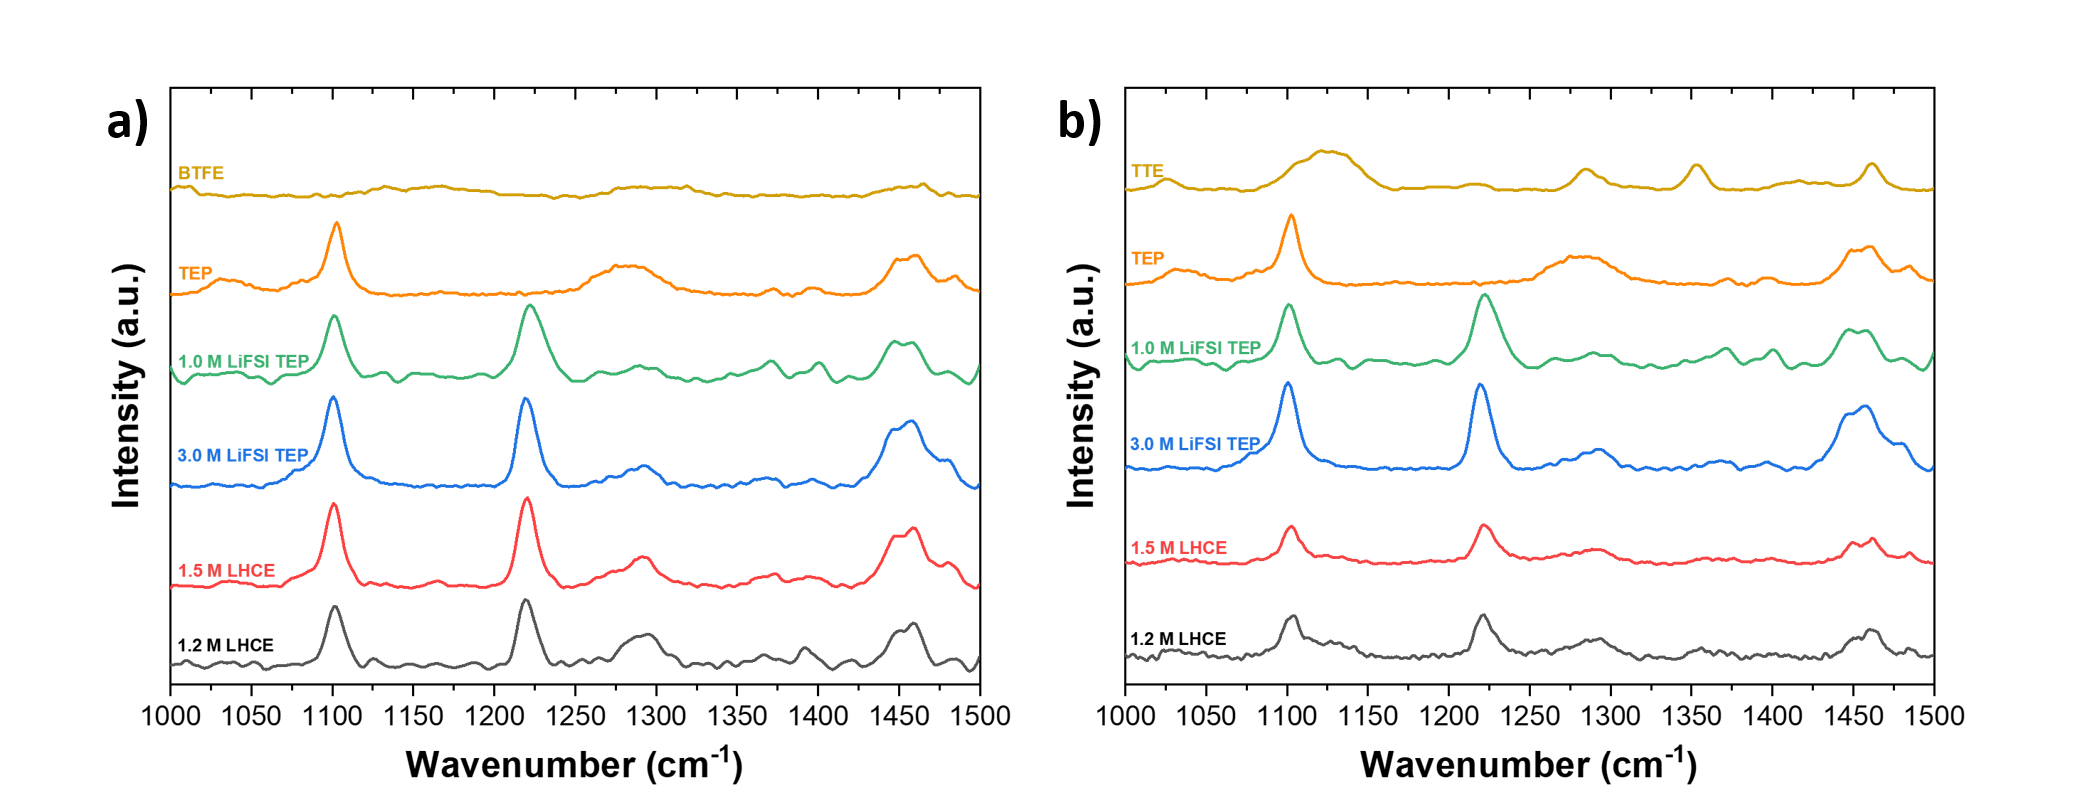 a)
BTFE
TEP
1.0 M LiFSI TEP
3.0 M LiFSI TEP
1.5 M LHCE
1.2 M LHCE
Intensity (a.u.)
1000 1050 1100 1150 1200 1250 1300 1350 1400 1450 1500
Wavenumber (cm⁻¹)
b)
TTE
TEP
1.0 M LiFSI TEP
3.0 M LiFSI TEP
1.5 M LHCE
1.2 M LHCE
Intensity (a.u.)
1000 1050 1100 1150 1200 1250 1300 1350 1400 1450 1500
Wavenumber (cm⁻¹)